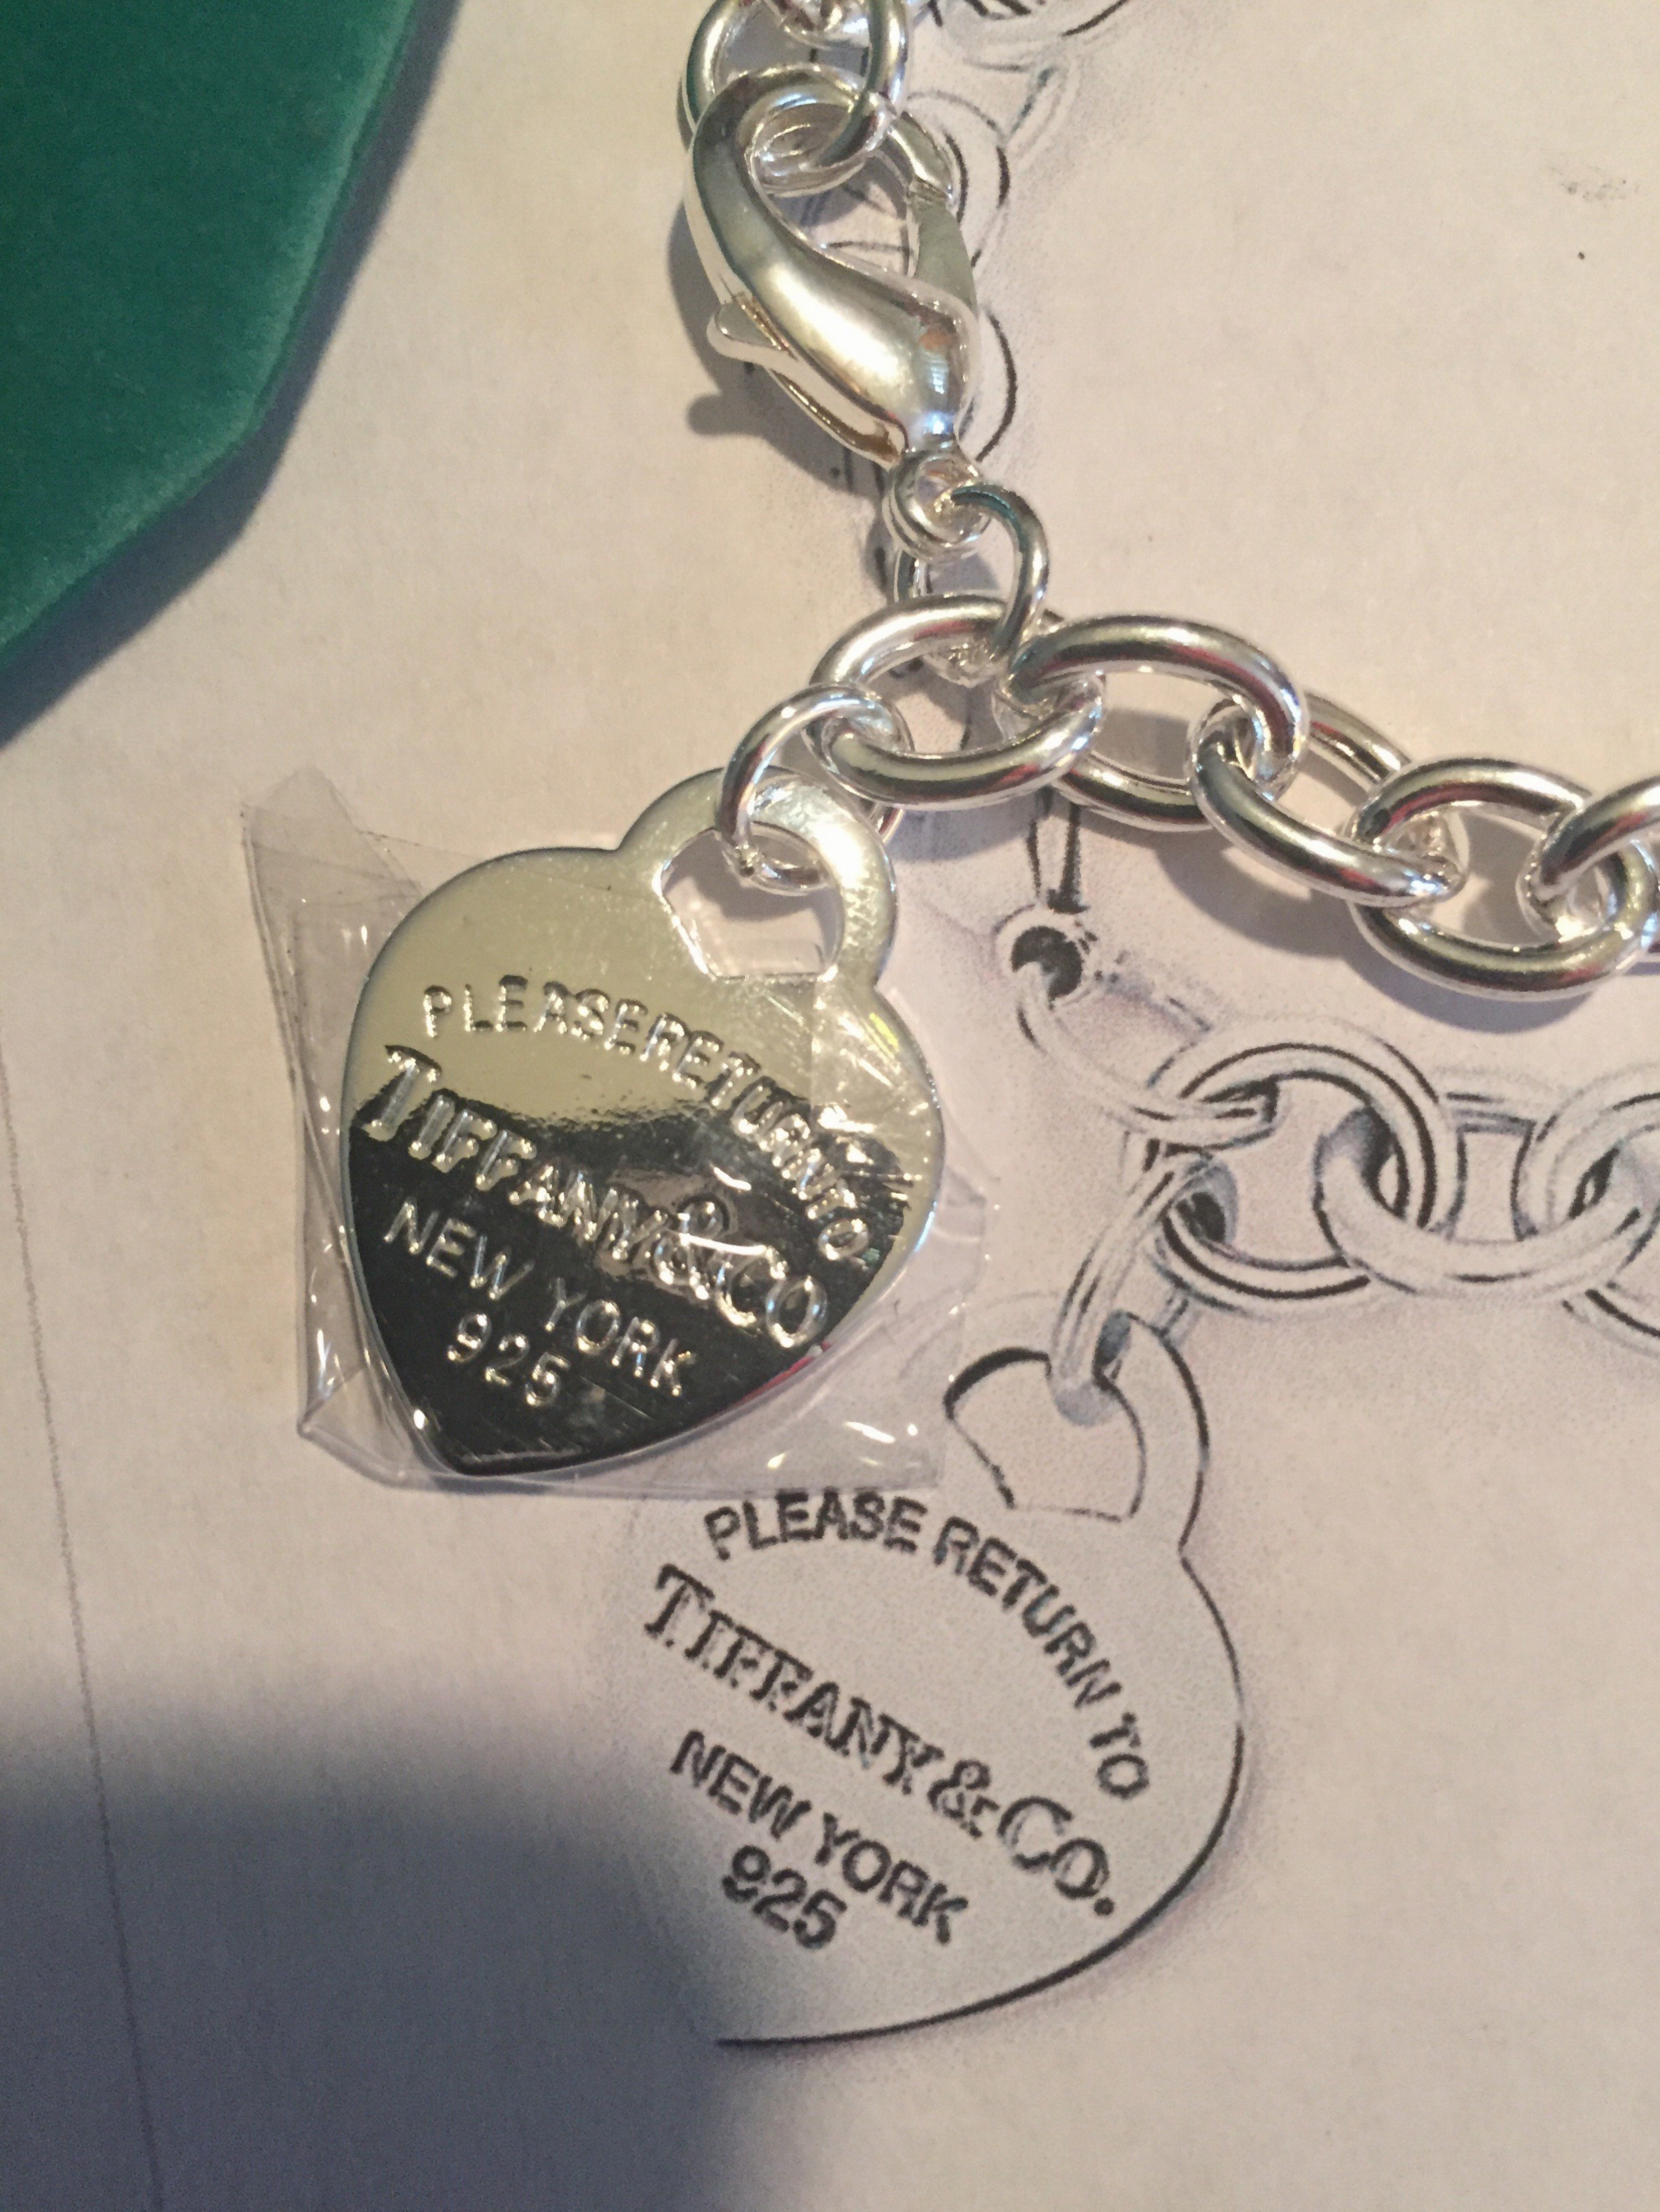 PLEASERETURNTO
TIFFANY&CO
NEW YORK
925
PLEASE RETURN TO
TIFFANY & CO.
NEW YORK
925